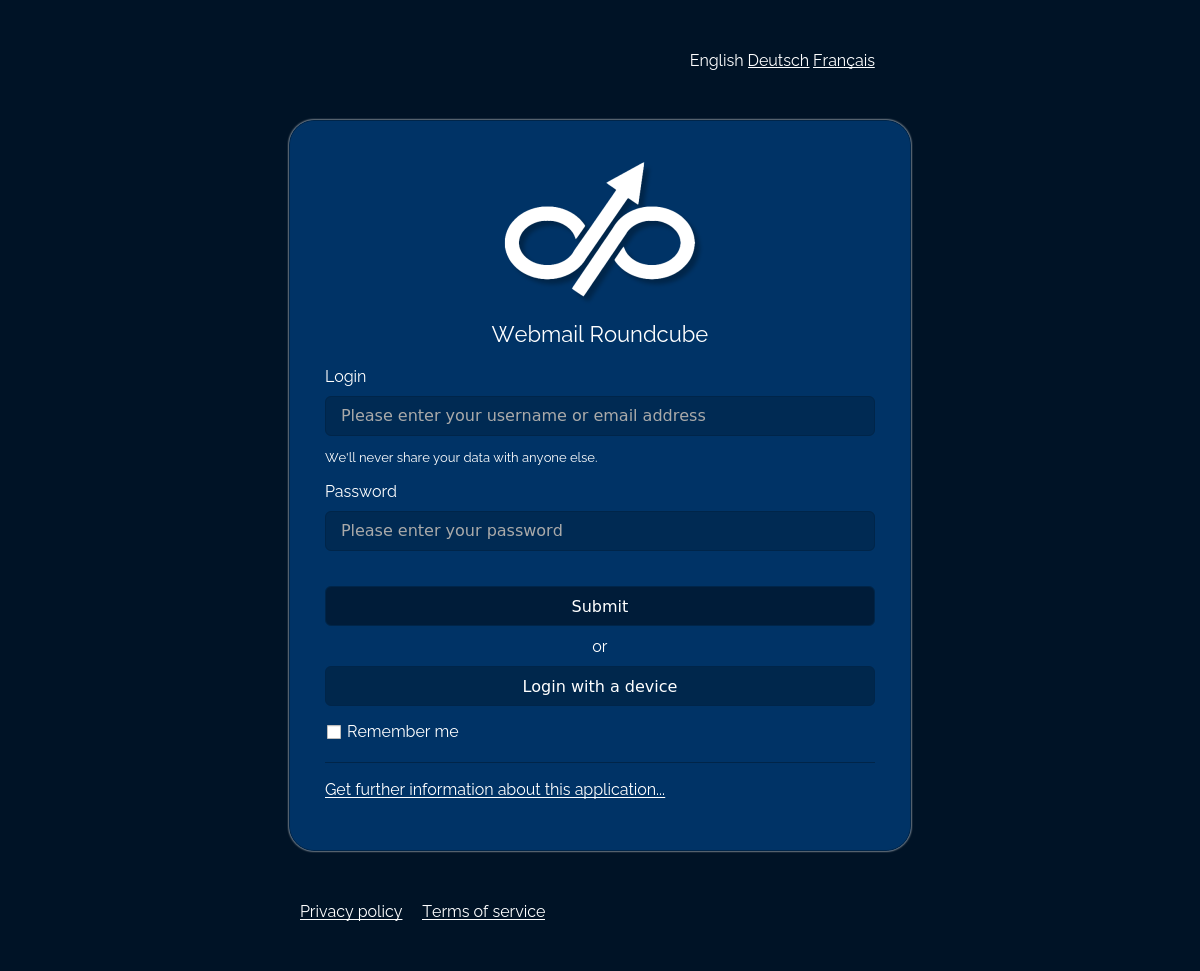 English Deutsch Français
Webmail Roundcube
Login
Please enter your username or email address
We'll never share your data with anyone else.
Password
Please enter your password
Submit
or
Login with a device
Remember me
Get further information about this application...
Privacy policy Terms of service